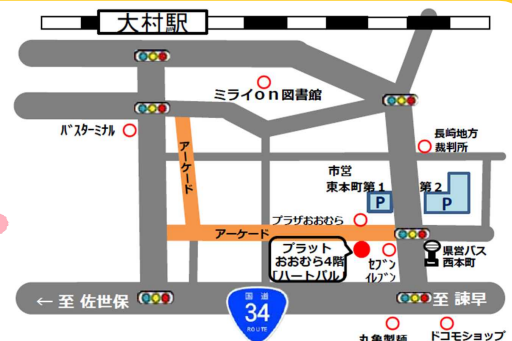 大村駅
ミライon図書館
バスターミナル
長崎地方
裁判所
アーケード
市営
東本町第1
第2
P
P
プラザおおむら
アーケード
プラット
おおむら4階
「ハートパル」
セブン
イレブン
県営バス
西本町
← 至 佐世保
国道
34
ROUTE
至 諫早
丸亀製麺
ドコモショップ